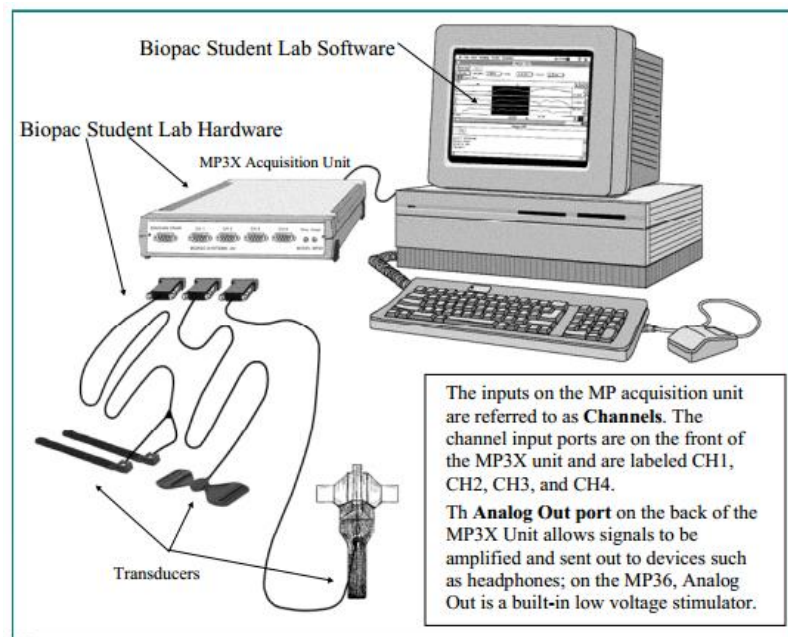 Biopac Student Lab Software
Biopac Student Lab Hardware
MP3X Acquisition Unit
CH 1
CH 2
The inputs on the MP acquisition unit
are referred to as Channels. The
channel input ports are on the front of
the MP3X unit and are labeled CH1,
CH2, CH3, and CH4.
Th Analog Out port on the back of the
MP3X Unit allows signals to be
amplified and sent out to devices such
as headphones; on the MP36, Analog
Out is a built-in low voltage stimulator.
Transducers